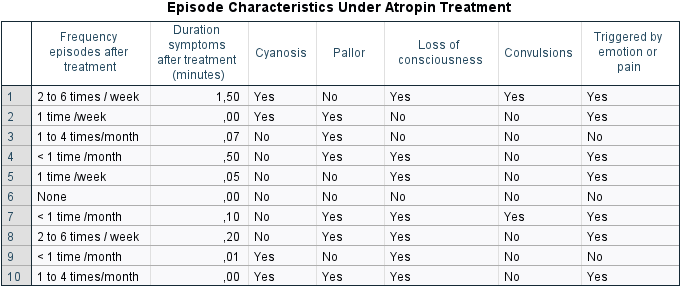 Episode Characteristics Under Atropin Treatment
Frequency episodes after treatment Duration symptoms after treatment (minutes) Cyanosis Pallor Loss of consciousness Convulsions Triggered by emotion or pain
1 2 to 6 times / week 1,50 Yes No Yes Yes Yes
2 1 time /week ,00 Yes Yes No No Yes
3 1 to 4 times/month ,07 No Yes No No No
4 < 1 time /month ,50 No Yes Yes No Yes
5 1 time /week ,05 No No Yes No Yes
6 None ,00 No No No No No
7 < 1 time /month ,10 No Yes Yes Yes Yes
8 2 to 6 times / week ,20 No Yes Yes No Yes
9 < 1 time /month ,01 Yes No Yes No No
10 1 to 4 times/month ,00 Yes Yes Yes No Yes